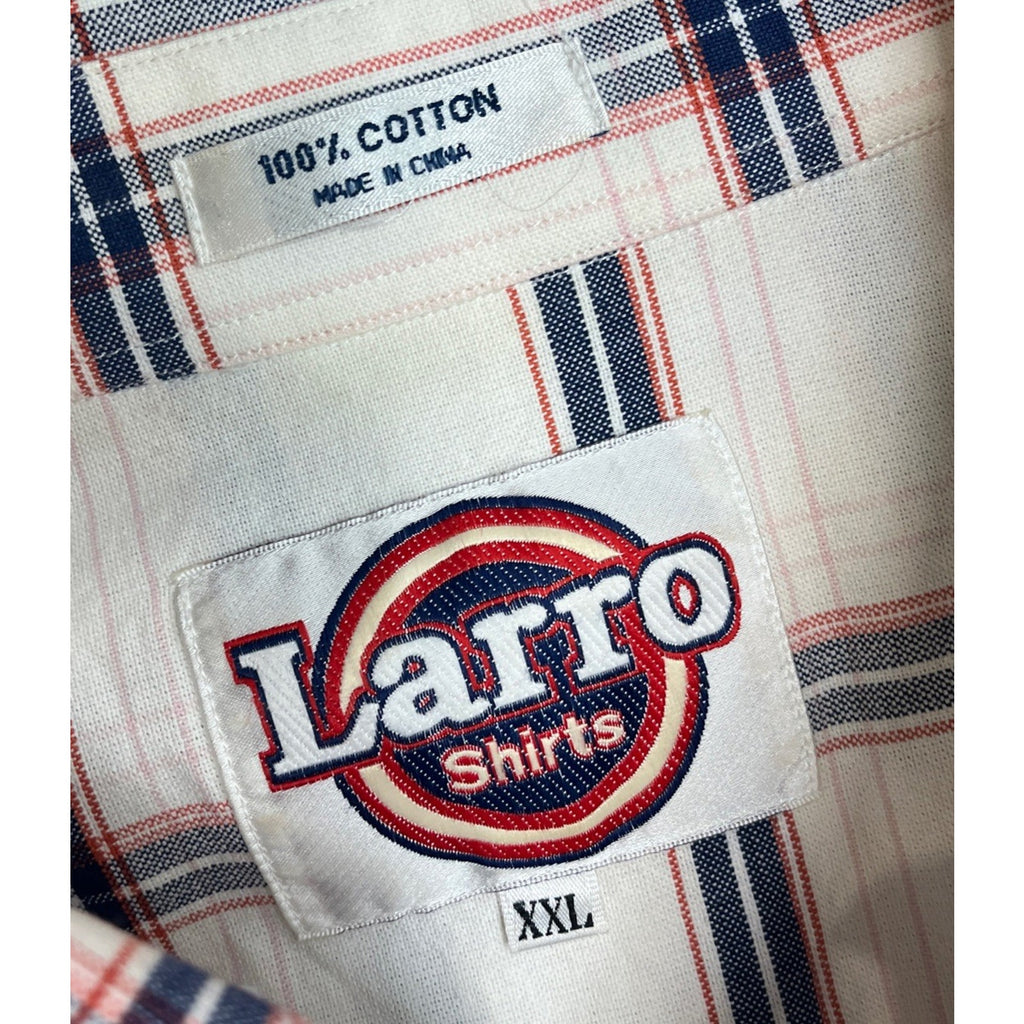 100% COTTON
MADE IN CHINA
Larro
Shirts
XXL